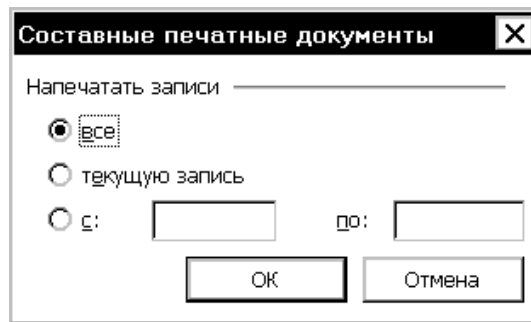 Составные печатные документы
Напечатать записи
все
текущую запись
с: по:
ОК Отмена